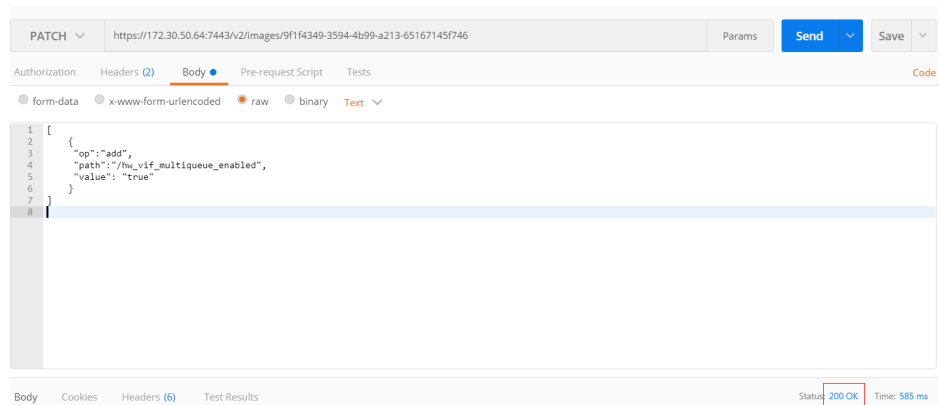 PATCH https://172.30.50.64:7443/v2/images/9f1f4349-3594-4b99-a213-65167145f746 Params Send Save
Authorization Headers (2) Body Pre-request Script Tests Code
form-data x-www-form-urlencoded raw binary Text
1 [
2 {
3 "op":"add",
4 "path":"/hw_vif_multiqueue_enabled",
5 "value": "true"
6 }
7 ]
8
Body Cookies Headers (6) Test Results Status: 200 OK Time: 585 ms